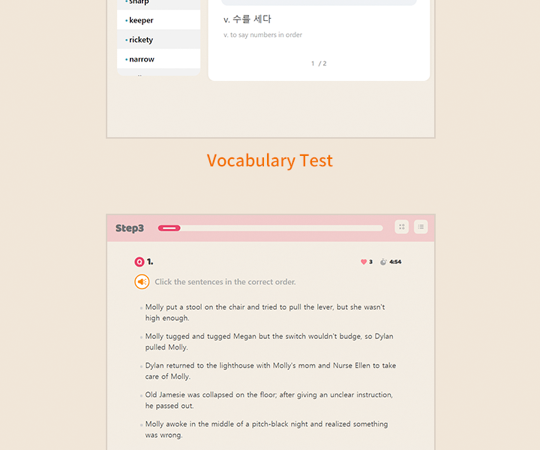 sharp
keeper
rickety
narrow
v. 수를 세다
v. to say numbers in order
1 / 2
Vocabulary Test
Step3
Q 1.
3
4:54
Click the sentences in the correct order.
Molly put a stool on the chair and tried to pull the lever, but she wasn't
high enough.
Molly tugged and tugged Megan but the switch wouldn't budge, so Dylan
pulled Molly.
Dylan returned to the lighthouse with Molly's mom and Nurse Ellen to take
care of Molly.
Old Jamesie was collapsed on the floor; after giving an unclear instruction,
he passed out.
Molly awoke in the middle of a pitch-black night and realized something
was wrong.